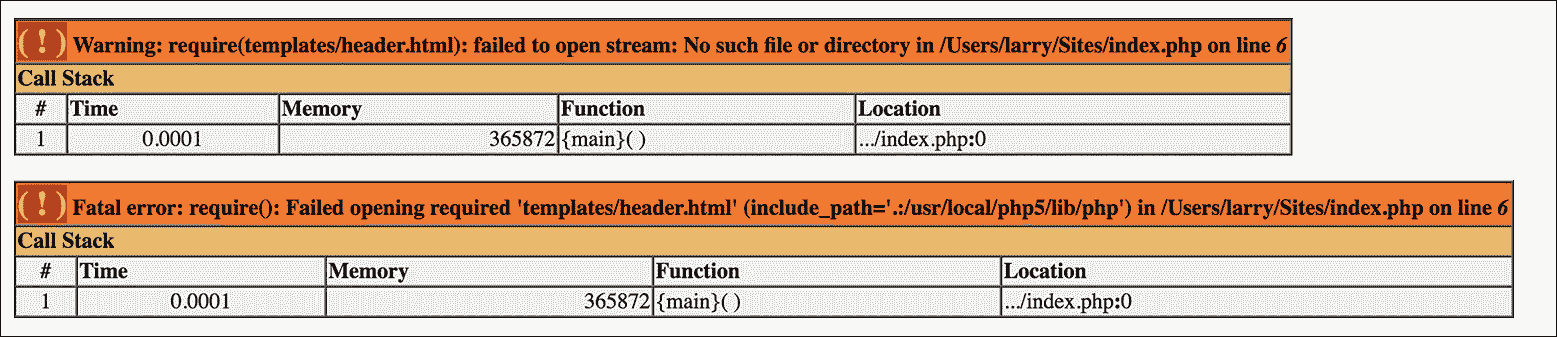 ( ! ) Warning: require(templates/header.html): failed to open stream: No such file or directory in /Users/larry/Sites/index.php on line 6
Call Stack
# Time Memory Function Location
1 0.0001 365872 {main}( ) .../index.php:0
( ! ) Fatal error: require(): Failed opening required 'templates/header.html' (include_path='.:/usr/local/php5/lib/php') in /Users/larry/Sites/index.php on line 6
Call Stack
# Time Memory Function Location
1 0.0001 365872 {main}( ) .../index.php:0